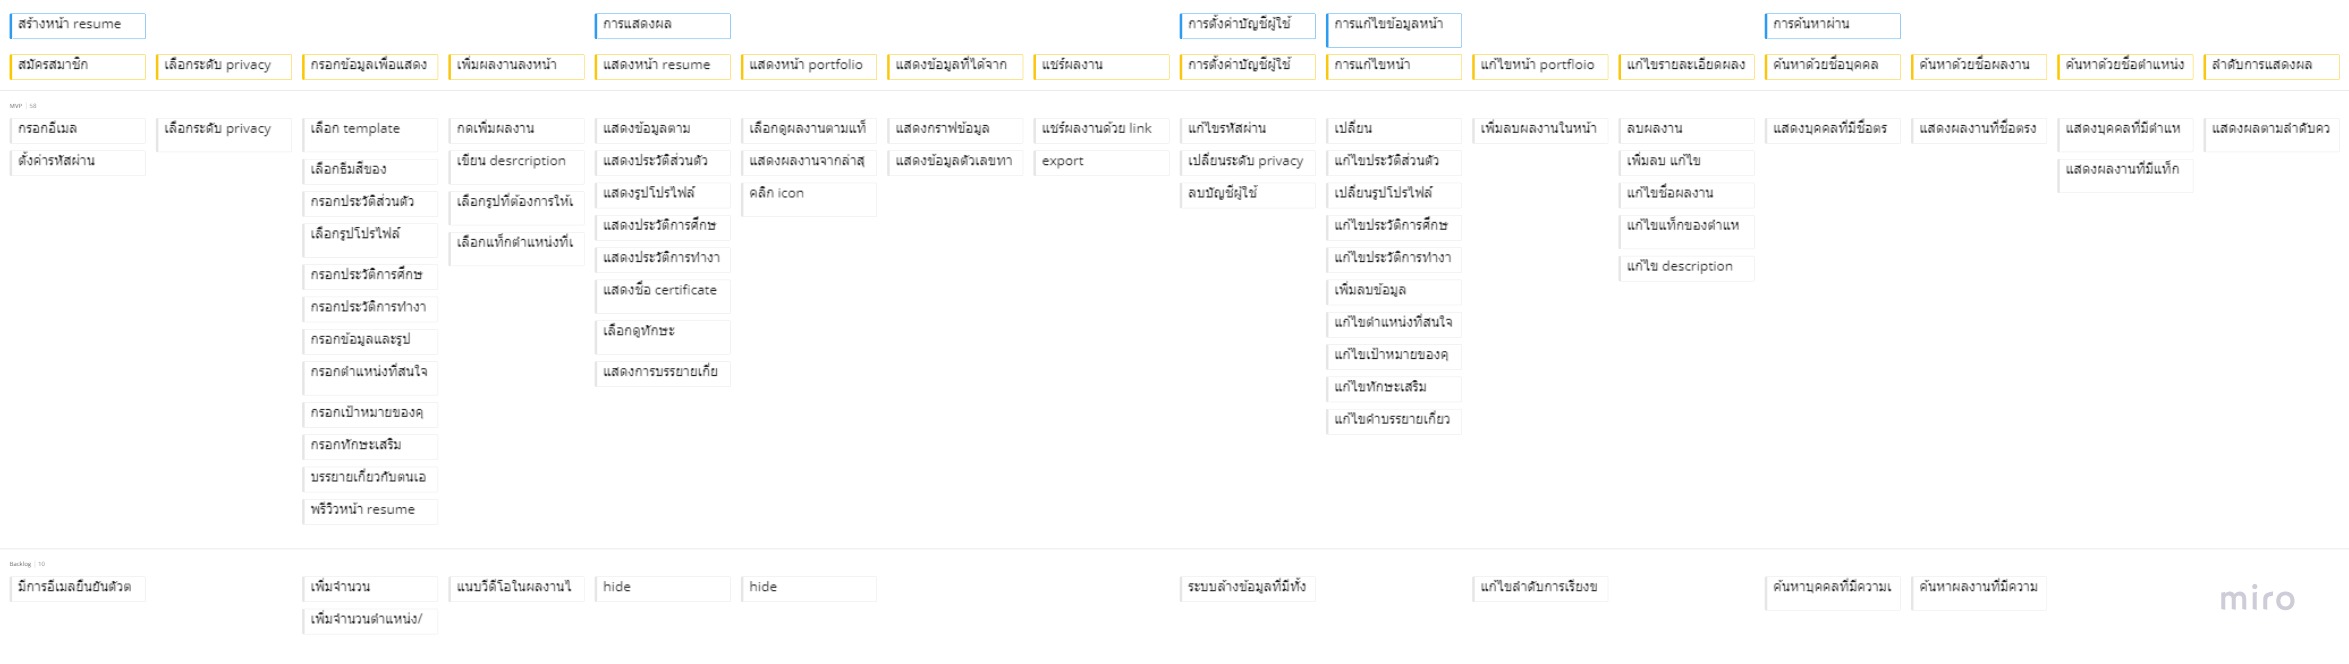 สร้างหน้า resume
การแสดงผล
การตั้งค่าบัญชีผู้ใช้
การแก้ไขข้อมูลหน้า
การค้นหาผ่าน
สมัครสมาชิก
เลือกระดับ privacy
กรอกข้อมูลเพื่อแสดง
เพิ่มผลงานลงหน้า
แสดงหน้า resume
แสดงหน้า portfolio
แสดงข้อมูลที่ได้จาก
แชร์ผลงาน
การตั้งค่าบัญชีผู้ใช้
การแก้ไขหน้า
แก้ไขหน้า portfloio
แก้ไขรายละเอียดผลง
ค้นหาด้วยชื่อบุคคล
ค้นหาด้วยชื่อผลงาน
ค้นหาด้วยชื่อตำแหน่ง
ลำดับการแสดงผล
MVP | 58
กรอกอีเมล
ตั้งค่ารหัสผ่าน
เลือกระดับ privacy
เลือก template
เลือกธีมสีของ
กรอกประวัติส่วนตัว
เลือกรูปโปรไฟล์
กรอกประวัติการศึกษ
กรอกประวัติการทำงา
กรอกข้อมูลและรูป
กรอกตำแหน่งที่สนใจ
กรอกเป้าหมายของคุ
กรอกทักษะเสริม
บรรยายเกี่ยวกับตนเอ
พรีวิวหน้า resume
กดเพิ่มผลงาน
เขียน desrcription
เลือกรูปที่ต้องการให้เ
เลือกแท็กตำแหน่งที่เ
แสดงข้อมูลตาม
แสดงประวัติส่วนตัว
แสดงรูปโปรไฟล์
แสดงประวัติการศึกษ
แสดงประวัติการทำงา
แสดงชื่อ certificate
เลือกดูทักษะ
แสดงการบรรยายเกี่ย
เลือกดูผลงานตามแท็
แสดงผลงานจากล่าสุ
คลิก icon
แสดงกราฟข้อมูล
แสดงข้อมูลตัวเลขทา
แชร์ผลงานด้วย link
export
แก้ไขรหัสผ่าน
เปลี่ยนระดับ privacy
ลบบัญชีผู้ใช้
เปลี่ยน
แก้ไขประวัติส่วนตัว
เปลี่ยนรูปโปรไฟล์
แก้ไขประวัติการศึกษ
แก้ไขประวัติการทำงา
เพิ่มลบข้อมูล
แก้ไขตำแหน่งที่สนใจ
แก้ไขเป้าหมายของคุ
แก้ไขทักษะเสริม
แก้ไขคำบรรยายเกี่ยว
เพิ่มลบผลงานในหน้า
ลบผลงาน
เพิ่มลบ แก้ไข
แก้ไขชื่อผลงาน
แก้ไขแท็กของตำแห
แก้ไข description
แสดงบุคคลที่มีชื่อตร
แสดงผลงานที่ชื่อตรง
แสดงบุคคลที่มีตำแห
แสดงผลงานที่มีแท็ก
แสดงผลตามลำดับคว
Backlog | 10
มีการอีเมลยืนยันตัวต
เพิ่มจำนวน
เพิ่มจำนวนตำแหน่ง/
แนบวีดีโอในผลงานไ
hide
hide
ระบบล้างข้อมูลที่มีทั้ง
แก้ไขลำดับการเรียงข
ค้นหาบุคคลที่มีความเ
ค้นหาผลงานที่มีความ
miro